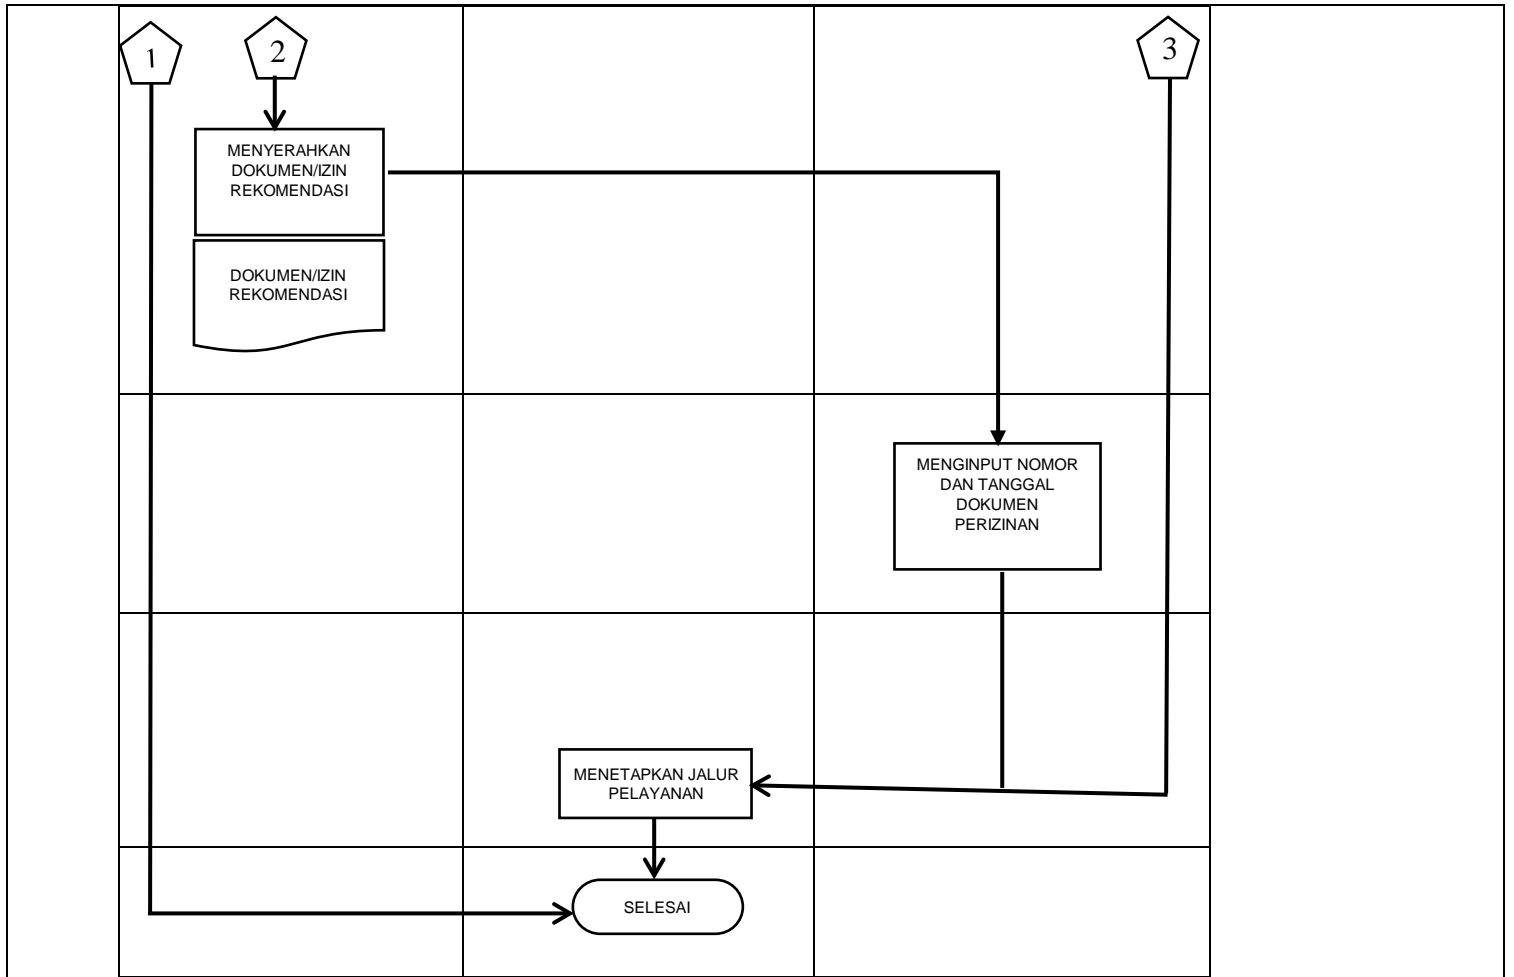 1
2
3
MENYERAHKAN
DOKUMEN/IZIN
REKOMENDASI
DOKUMEN/IZIN
REKOMENDASI
MENGINPUT NOMOR
DAN TANGGAL
DOKUMEN
PERIZINAN
MENETAPKAN JALUR
PELAYANAN
SELESAI